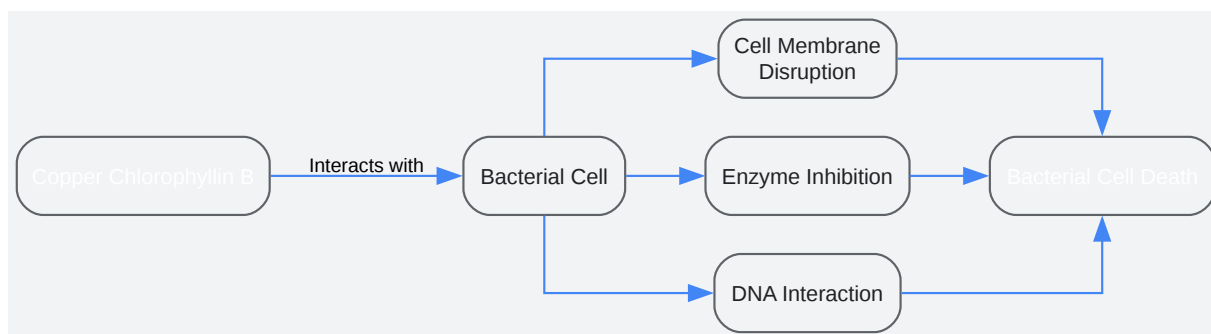 Cell Membrane
Disruption
Copper Chlorophyllin B
Interacts with
Bacterial Cell
Enzyme Inhibition
Bacterial Cell Death
DNA Interaction